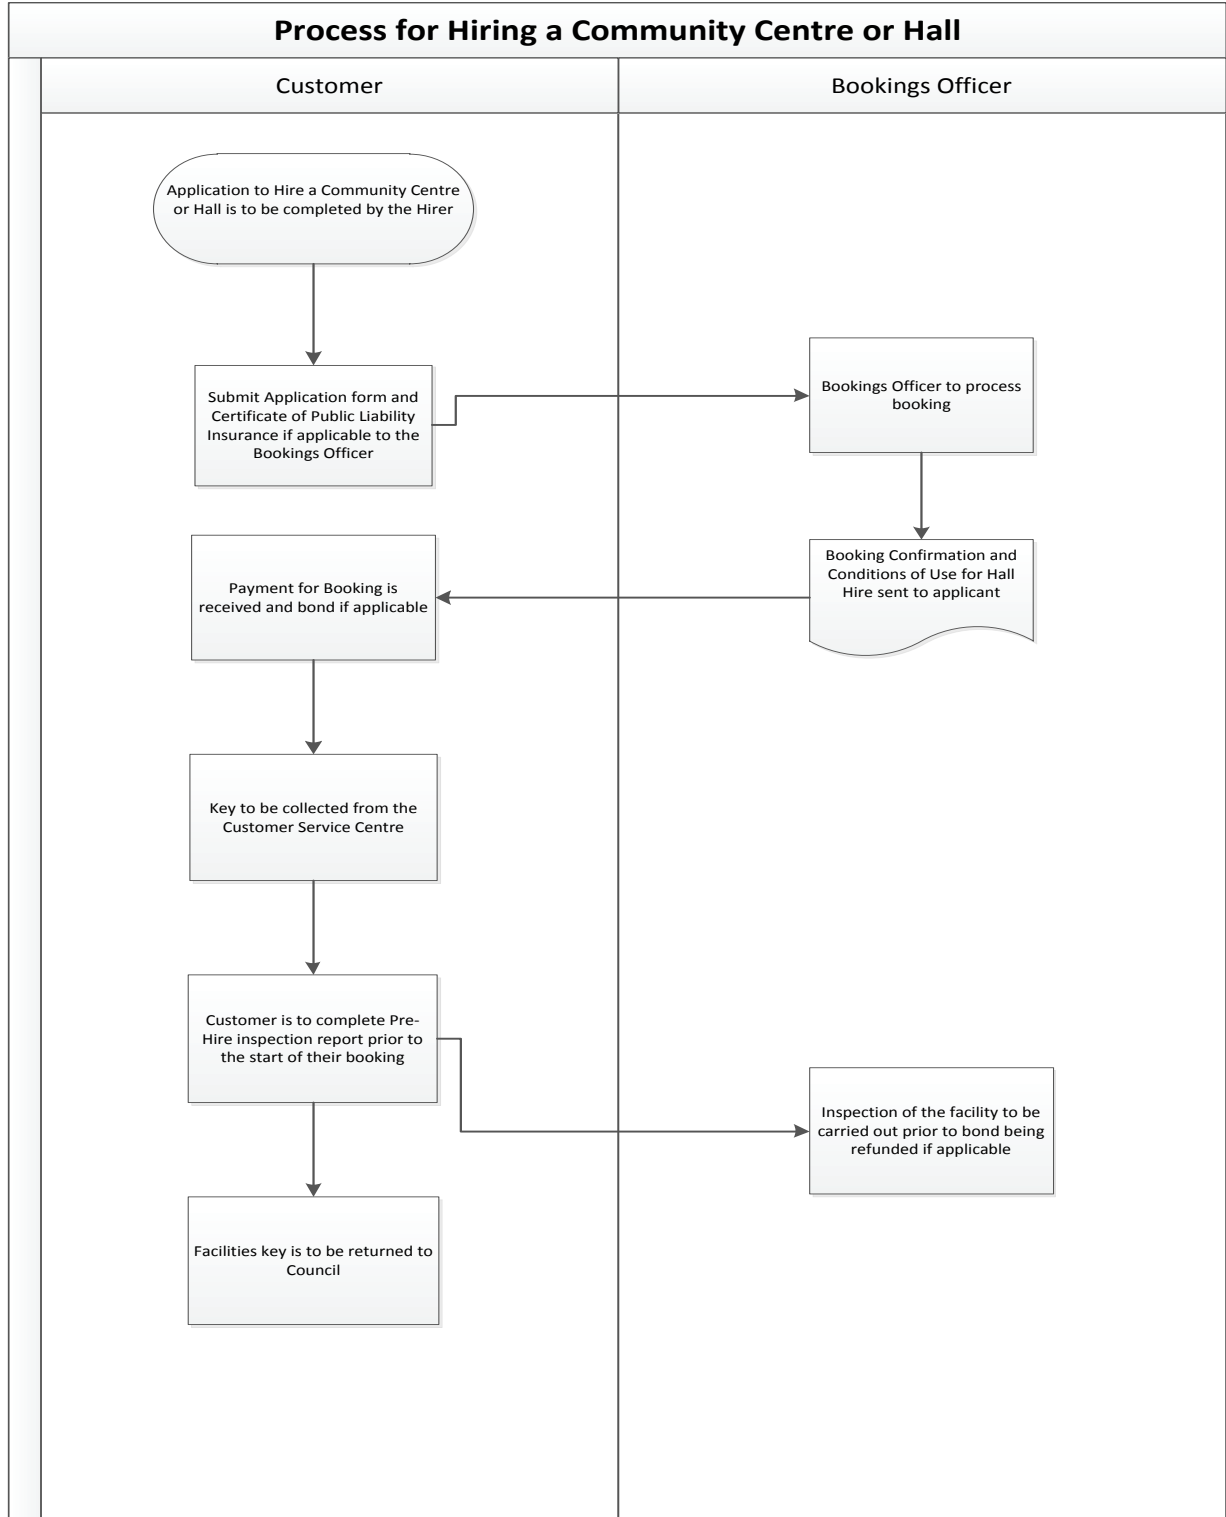 Process for Hiring a Community Centre or Hall
Customer
Bookings Officer
Application to Hire a Community Centre
or Hall is to be completed by the Hirer
Submit Application form and
Certificate of Public Liability
Insurance if applicable to the
Bookings Officer
Bookings Officer to process
booking
Booking Confirmation and
Conditions of Use for Hall
Hire sent to applicant
Payment for Booking is
received and bond if applicable
Key to be collected from the
Customer Service Centre
Customer is to complete Pre-
Hire inspection report prior to
the start of their booking
Inspection of the facility to be
carried out prior to bond being
refunded if applicable
Facilities key is to be returned to
Council